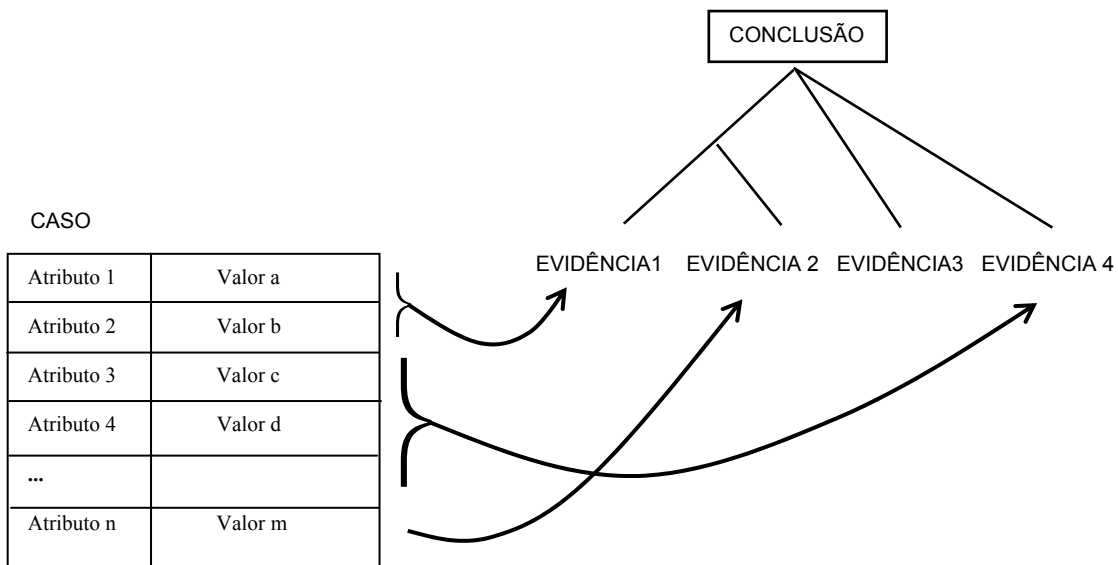 CONCLUSÃO
CASO
EVIDÊNCIA1 EVIDÊNCIA 2 EVIDÊNCIA3 EVIDÊNCIA 4
Atributo 1 Valor a
Atributo 2 Valor b
Atributo 3 Valor c
Atributo 4 Valor d
...
Atributo n Valor m